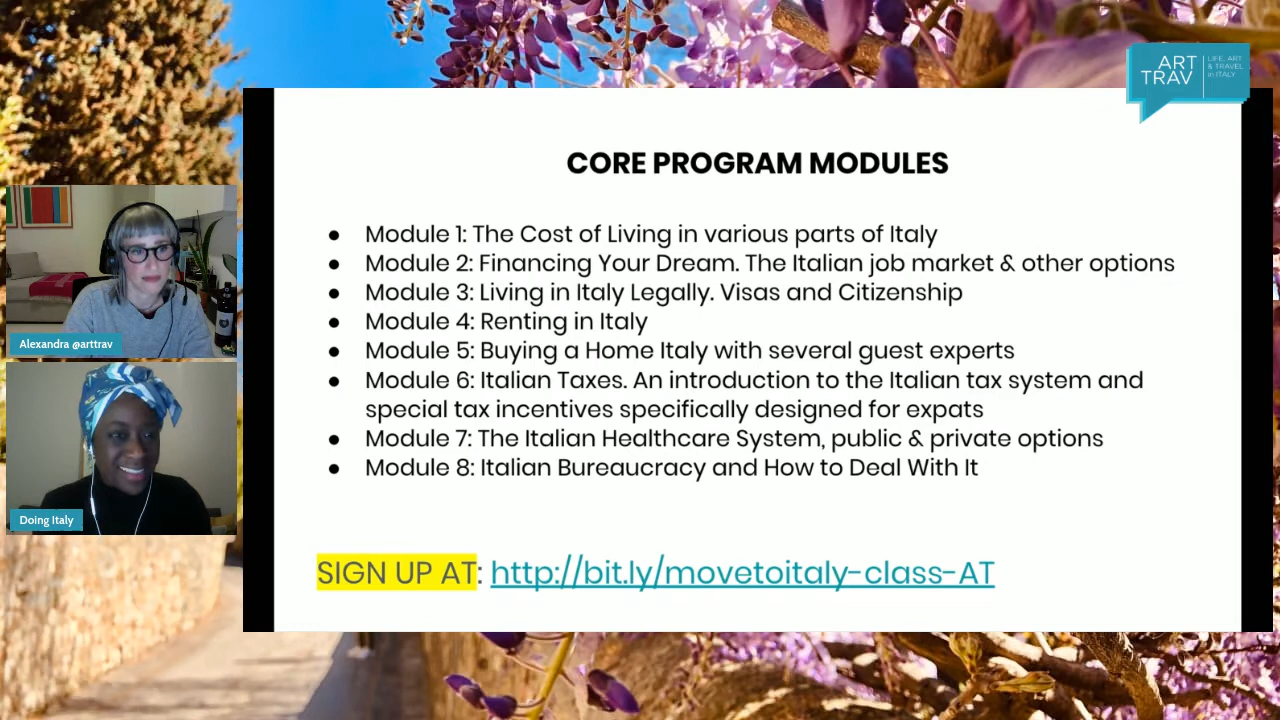 ART
TRAV
LIFE, ART
& TRAVEL
in ITALY
CORE PROGRAM MODULES
● Module 1: The Cost of Living in various parts of Italy
● Module 2: Financing Your Dream. The Italian job market & other options
● Module 3: Living in Italy Legally. Visas and Citizenship
● Module 4: Renting in Italy
● Module 5: Buying a Home Italy with several guest experts
● Module 6: Italian Taxes. An introduction to the Italian tax system and
special tax incentives specifically designed for expats
● Module 7: The Italian Healthcare System, public & private options
● Module 8: Italian Bureaucracy and How to Deal With It
SIGN UP AT: http://bit.ly/movetoitaly-class-AT
Alexandra @arttrav
Doing Italy